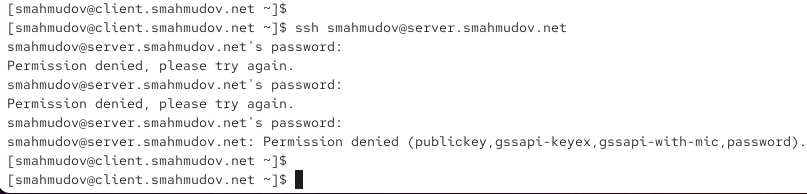 [smahmudov@client.smahmudov.net ~]$
[smahmudov@client.smahmudov.net ~]$ ssh smahmudov@server.smahmudov.net
smahmudov@server.smahmudov.net's password:
Permission denied, please try again.
smahmudov@server.smahmudov.net's password:
Permission denied, please try again.
smahmudov@server.smahmudov.net's password:
smahmudov@server.smahmudov.net: Permission denied (publickey,gssapi-keyex,gssapi-with-mic,password).
[smahmudov@client.smahmudov.net ~]$
[smahmudov@client.smahmudov.net ~]$